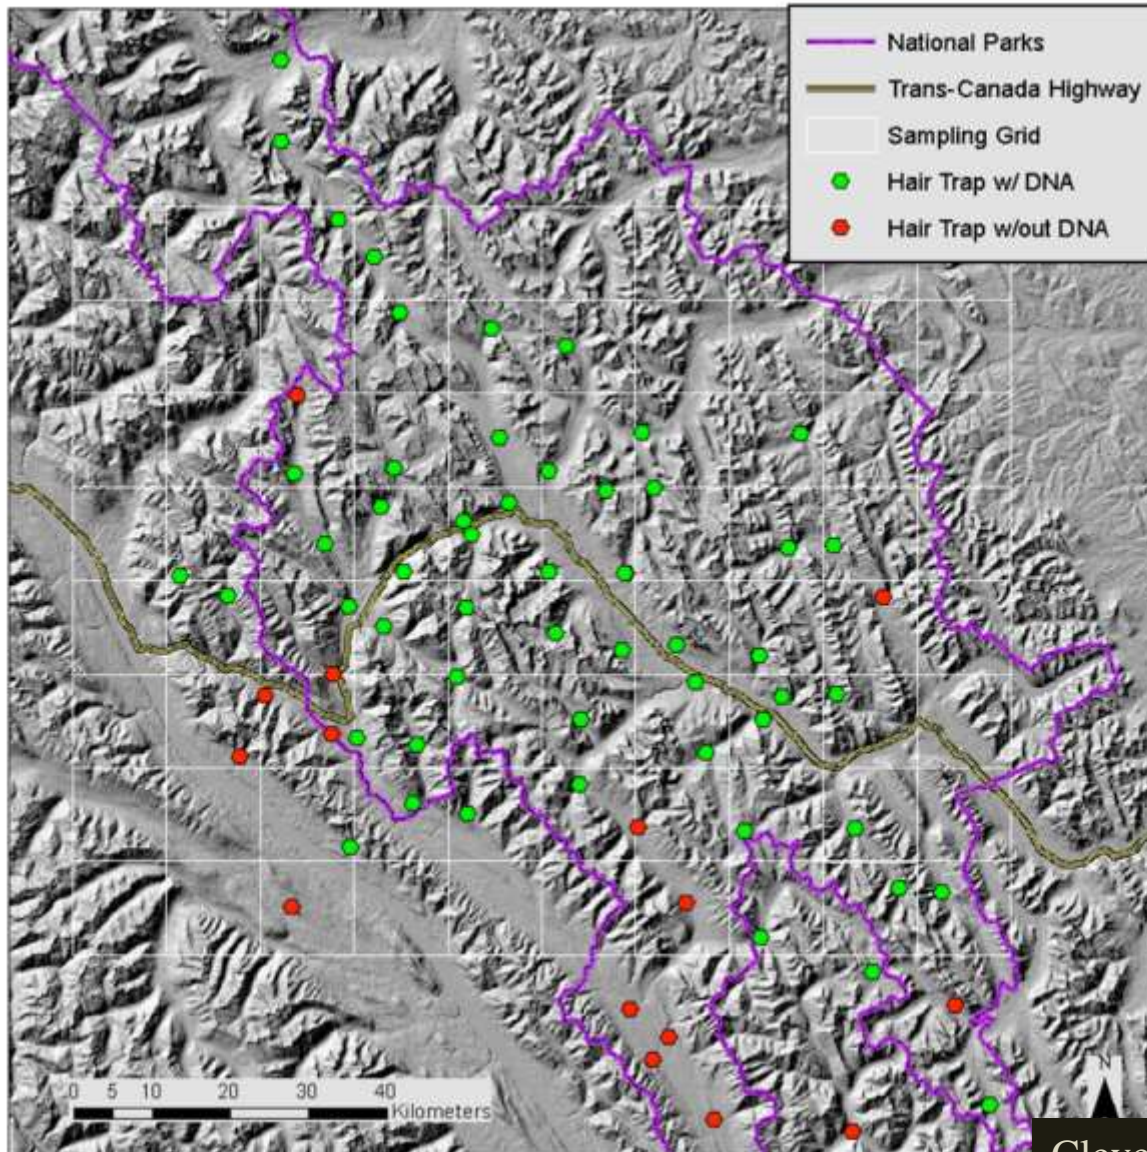 National Parks
Trans-Canada Highway
Sampling Grid
Hair Trap w/ DNA
Hair Trap w/out DNA
0 5 10 20 30 40
Kilometers
N